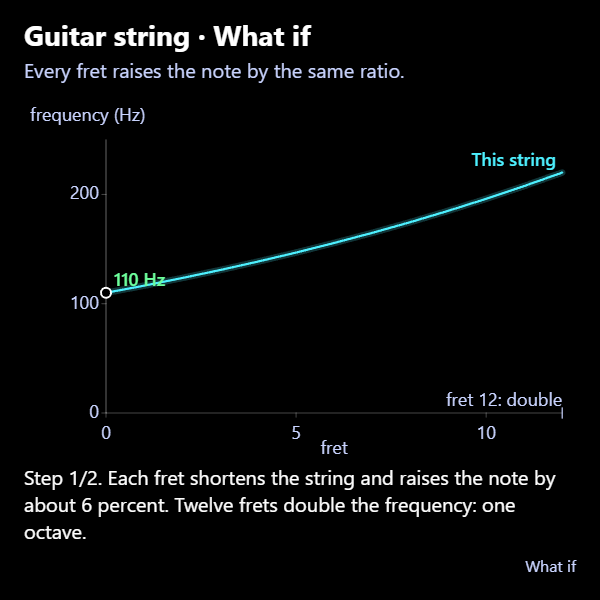 Guitar string · What if
Every fret raises the note by the same ratio.
frequency (Hz)
This string
200
110 Hz
100
fret 12: double
0
0 5 10
fret
Step 1/2. Each fret shortens the string and raises the note by
about 6 percent. Twelve frets double the frequency: one
octave.
What if